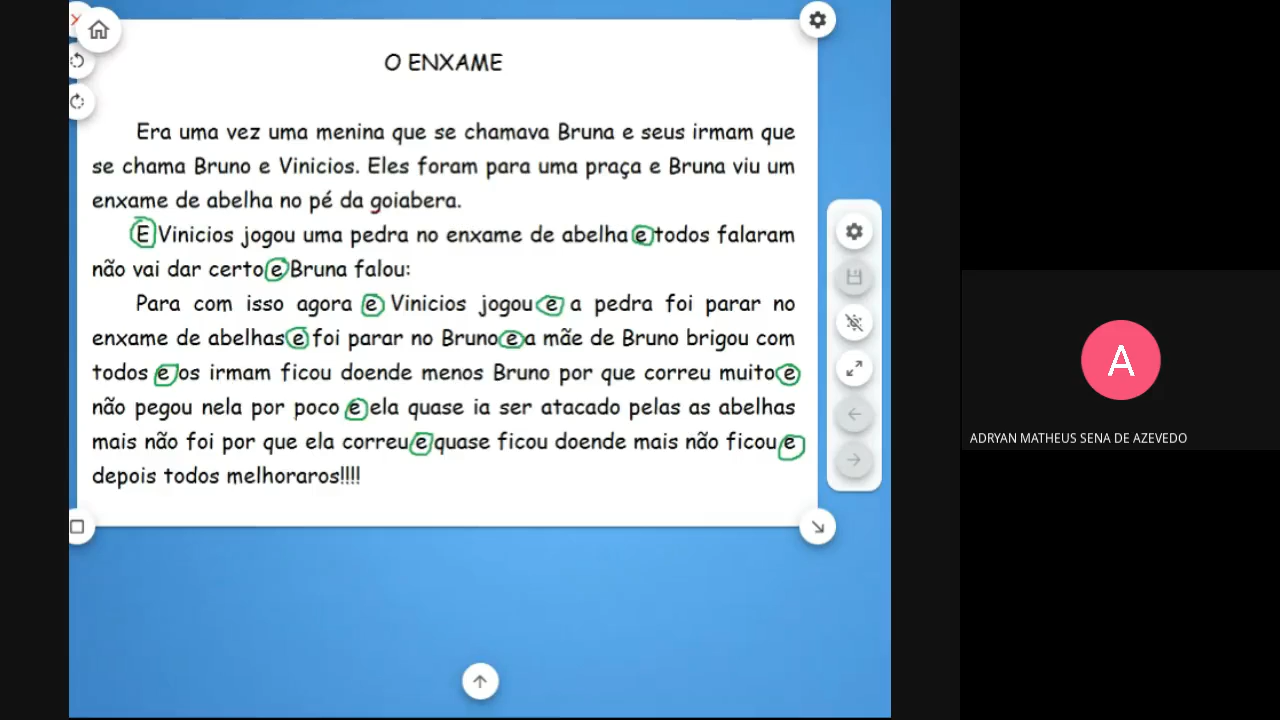 O ENXAME
Era uma vez uma menina que se chamava Bruna e seus irmam que
se chama Bruno e Vinicios. Eles foram para uma praça e Bruna viu um
enxame de abelha no pé da goiabera.
E Vinicios jogou uma pedra no enxame de abelha e todos falaram
não vai dar certo e Bruna falou:
Para com isso agora e Vinicios jogou e a pedra foi parar no
enxame de abelhas e foi parar no Bruno e a mãe de Bruno brigou com
todos e os irmam ficou doende menos Bruno por que correu muito e
não pegou nela por poco e ela quase ia ser atacado pelas as abelhas
mais não foi por que ela correu e quase ficou doende mais não ficou e
depois todos melhoraros!!!!
A
ADRYAN MATHEUS SENA DE AZEVEDO